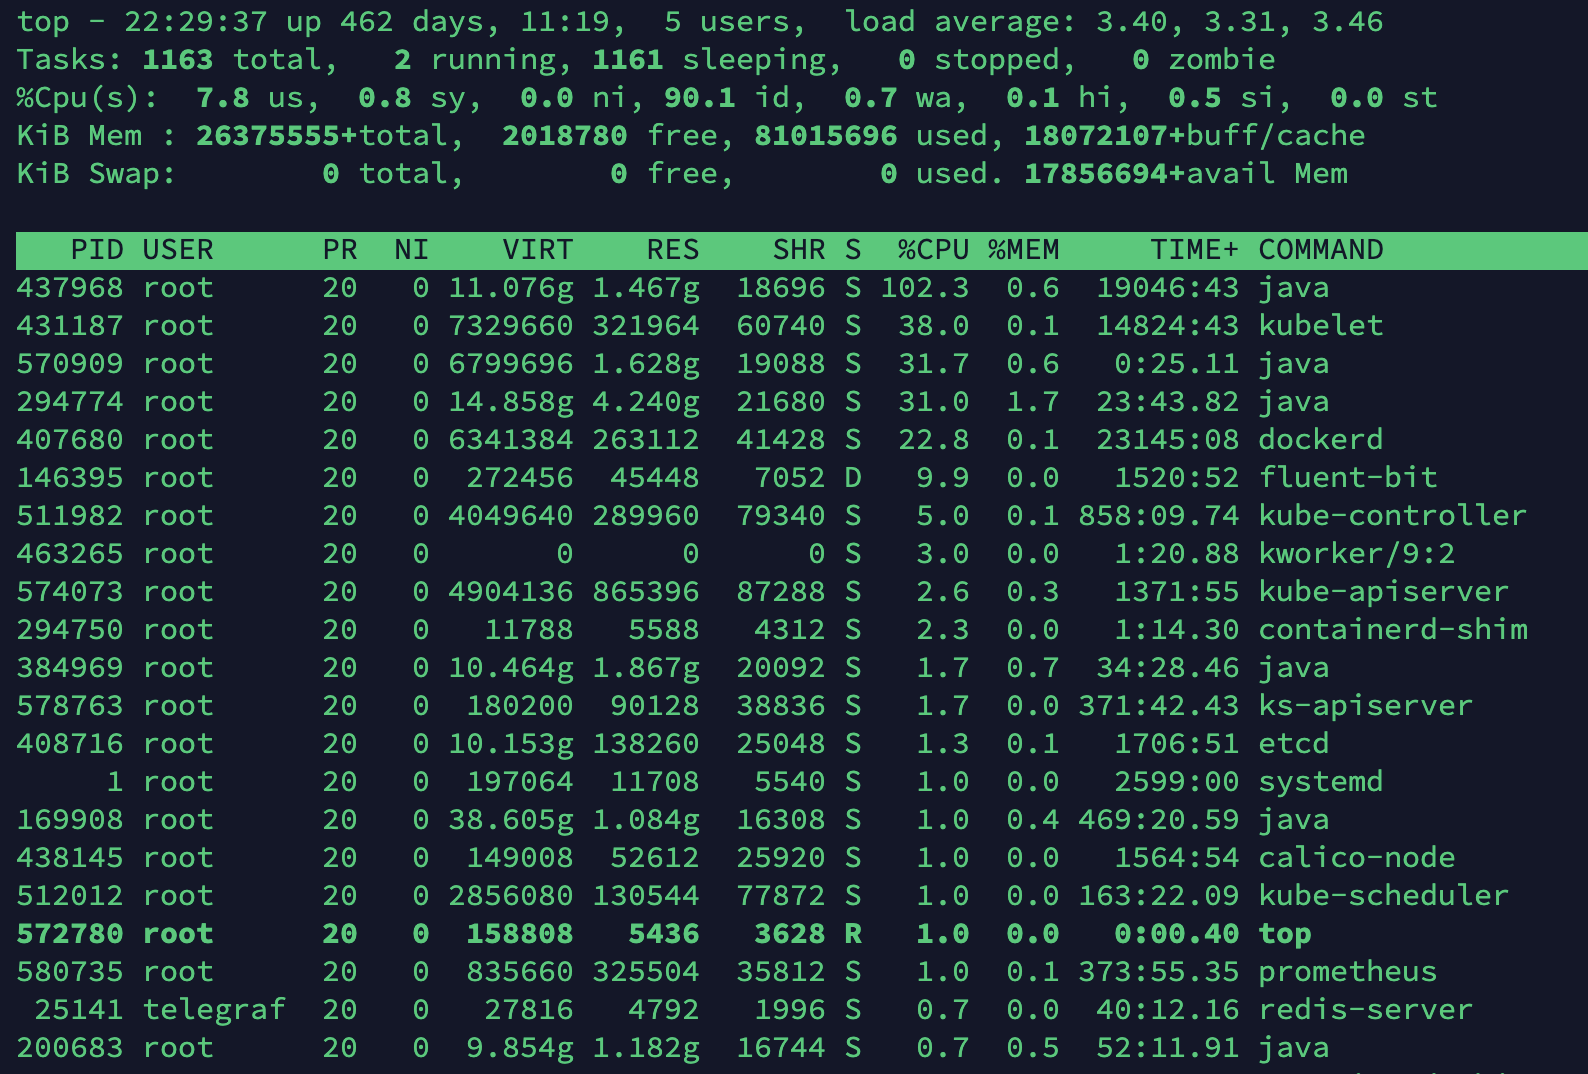 top - 22:29:37 up 462 days, 11:19,  5 users,  load average: 3.40, 3.31, 3.46
Tasks: 1163 total,   2 running, 1161 sleeping,   0 stopped,   0 zombie
%Cpu(s):  7.8 us,  0.8 sy,  0.0 ni, 90.1 id,  0.7 wa,  0.1 hi,  0.5 si,  0.0 st
KiB Mem : 26375555+total,  2018780 free, 81015696 used, 18072107+buff/cache
KiB Swap:        0 total,        0 free,        0 used. 17856694+avail Mem
PID USER      PR  NI    VIRT    RES    SHR S  %CPU %MEM     TIME+ COMMAND
437968 root      20   0 11.076g 1.467g  18696 S 102.3  0.6  19046:43 java
431187 root      20   0 7329660 321964  60740 S  38.0  0.1  14824:43 kubelet
570909 root      20   0 6799696 1.628g  19088 S  31.7  0.6   0:25.11 java
294774 root      20   0 14.858g 4.240g  21680 S  31.0  1.7  23:43.82 java
407680 root      20   0 6341384 263112  41428 S  22.8  0.1  23145:08 dockerd
146395 root      20   0  272456  45448   7052 D   9.9  0.0   1520:52 fluent-bit
511982 root      20   0 4049640 289960  79340 S   5.0  0.1 858:09.74 kube-controller
463265 root      20   0       0      0      0 S   3.0  0.0   1:20.88 kworker/9:2
574073 root      20   0 4904136 865396  87288 S   2.6  0.3   1371:55 kube-apiserver
294750 root      20   0   11788   5588   4312 S   2.3  0.0   1:14.30 containerd-shim
384969 root      20   0 10.464g 1.867g  20092 S   1.7  0.7  34:28.46 java
578763 root      20   0  180200  90128  38836 S   1.7  0.0 371:42.43 ks-apiserver
408716 root      20   0 10.153g 138260  25048 S   1.3  0.1   1706:51 etcd
1 root      20   0  197064  11708   5540 S   1.0  0.0   2599:00 systemd
169908 root      20   0 38.605g 1.084g  16308 S   1.0  0.4 469:20.59 java
438145 root      20   0  149008  52612  25920 S   1.0  0.0   1564:54 calico-node
512012 root      20   0 2856080 130544  77872 S   1.0  0.0 163:22.09 kube-scheduler
572780 root      20   0  158808   5436   3628 R   1.0  0.0   0:00.40 top
580735 root      20   0  835660 325504  35812 S   1.0  0.1 373:55.35 prometheus
25141 telegraf  20   0   27816   4792   1996 S   0.7  0.0  40:12.16 redis-server
200683 root      20   0  9.854g 1.182g  16744 S   0.7  0.5  52:11.91 java